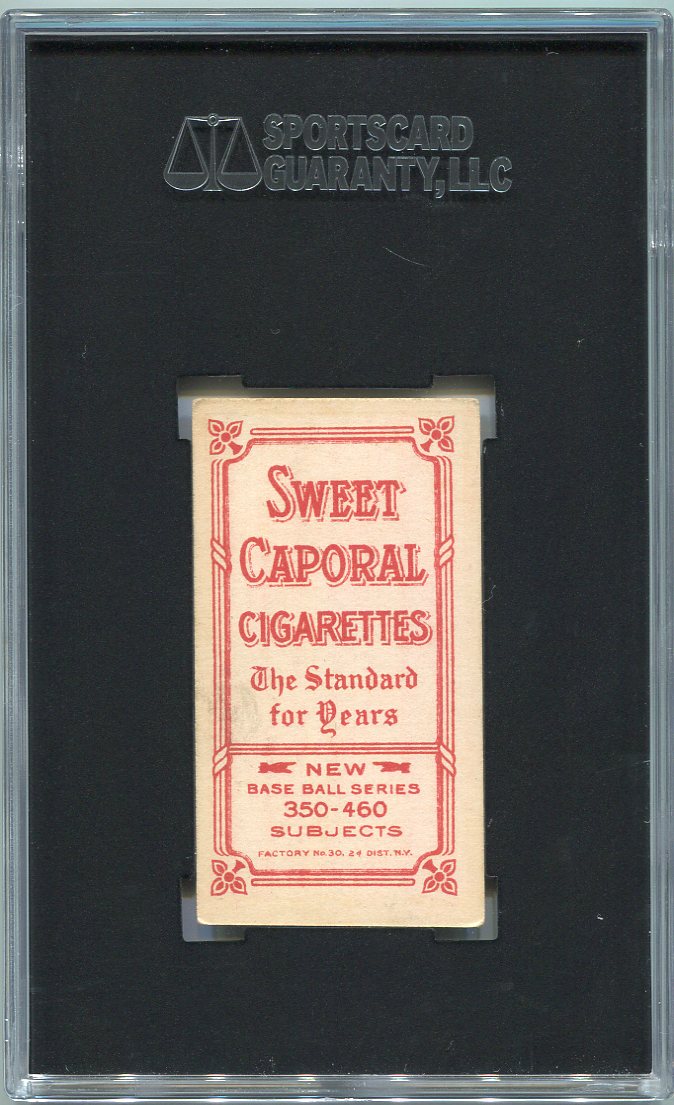 SPORTSCARD
GUARANTY, LLC
SWEET
CAPORAL
CIGARETTES
The Standard
for Years
NEW
BASE BALL SERIES
350-460
SUBJECTS
FACTORY No. 30, 2d DIST. N.Y.